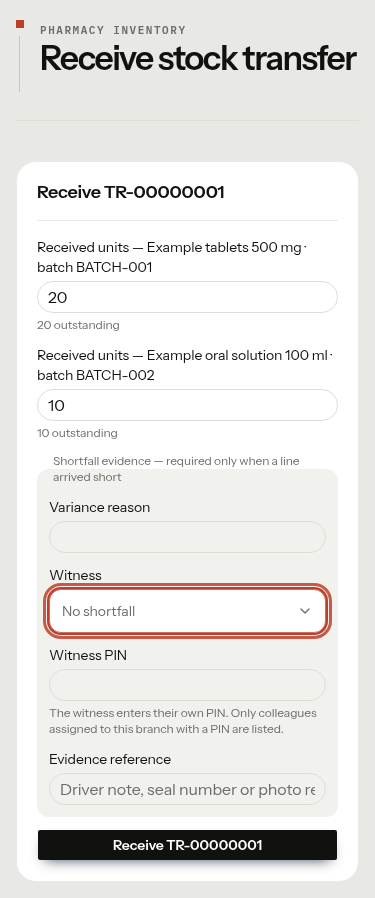 PHARMACY INVENTORY
Receive stock transfer
Receive TR-00000001
Received units — Example tablets 500 mg ·
batch BATCH-001
20
20 outstanding
Received units — Example oral solution 100 ml ·
batch BATCH-002
10
10 outstanding
Shortfall evidence — required only when a line
arrived short
Variance reason
Witness
No shortfall
Witness PIN
The witness enters their own PIN. Only colleagues
assigned to this branch with a PIN are listed.
Evidence reference
Driver note, seal number or photo re
Receive TR-00000001